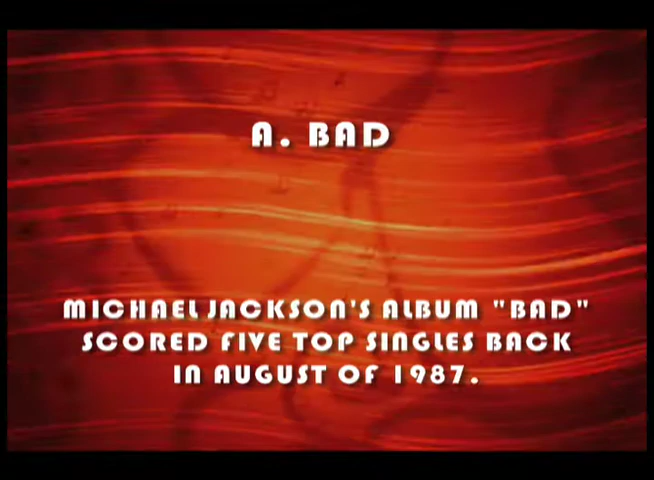 A. BAD
MICHAEL JACKSON'S ALBUM "BAD"
SCORED FIVE TOP SINGLES BACK
IN AUGUST OF 1987.